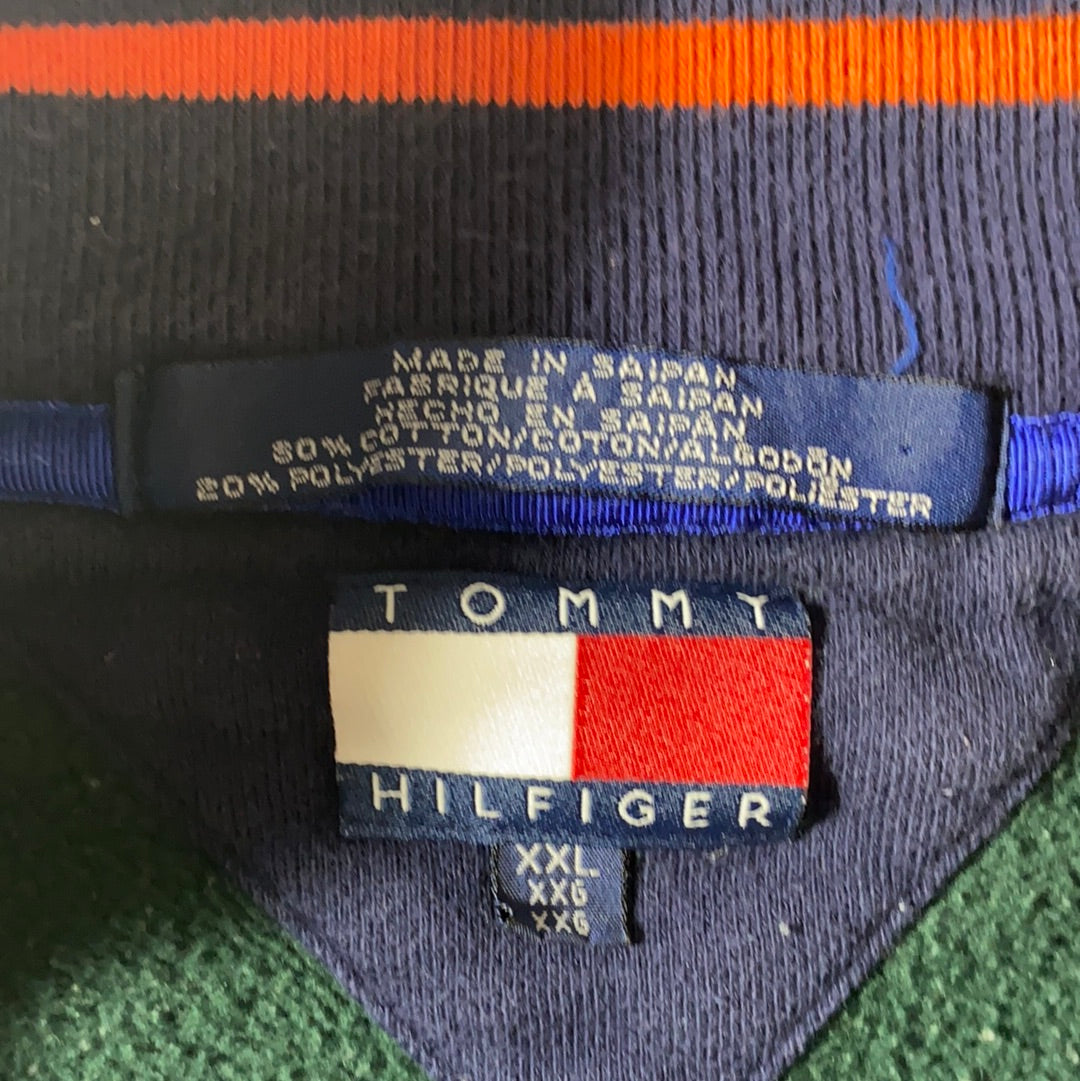 MADE IN SAIPAN
FABRIQUE À SAIPAN
HECHO EN SAIPAN
80% COTTON/COTON/ALGODÓN
20% POLYESTER/POLYESTER/POLIESTER
TOMMY
HILFIGER
XXL
XXG
XXG